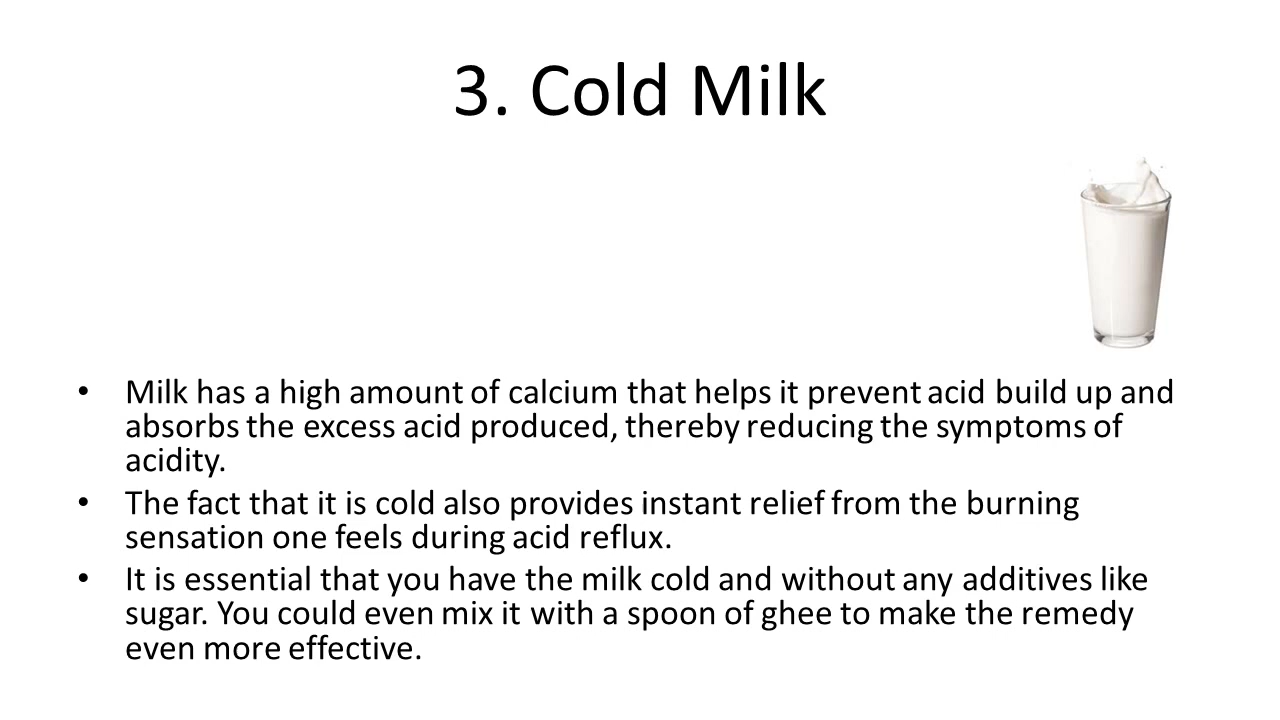 3. Cold Milk
• Milk has a high amount of calcium that helps it prevent acid build up and
absorbs the excess acid produced, thereby reducing the symptoms of
acidity.
• The fact that it is cold also provides instant relief from the burning
sensation one feels during acid reflux.
• It is essential that you have the milk cold and without any additives like
sugar. You could even mix it with a spoon of ghee to make the remedy
even more effective.